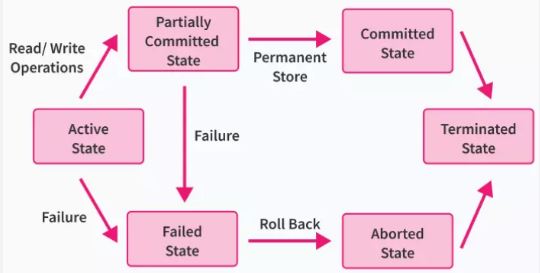 Partially
Committed
State
Committed
State
Read/ Write
Operations
Permanent
Store
Active
State
Failure
Terminated
State
Failure
Failed
State
Roll Back
Aborted
State